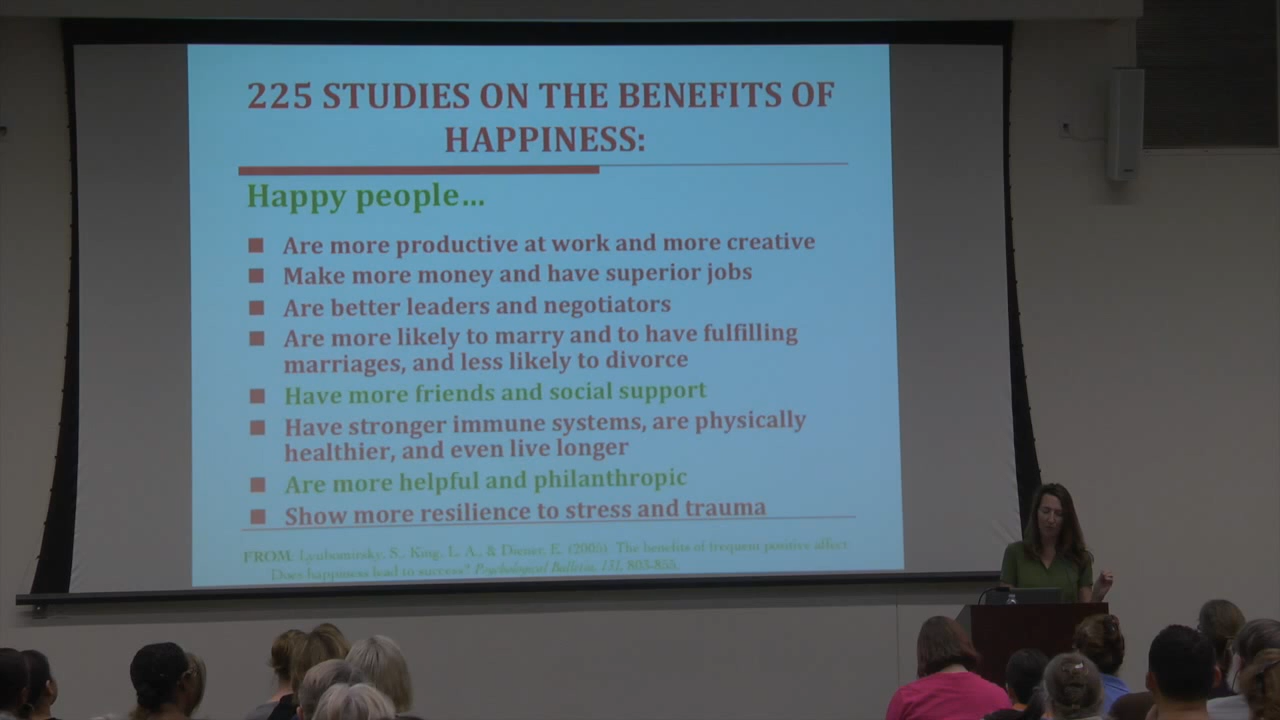 225 STUDIES ON THE BENEFITS OF
HAPPINESS:
Happy people...
Are more productive at work and more creative
Make more money and have superior jobs
Are better leaders and negotiators
Are more likely to marry and to have fulfilling
marriages, and less likely to divorce
Have more friends and social support
Have stronger immune systems, are physically
healthier, and even live longer
Are more helpful and philanthropic
Show more resilience to stress and trauma
FROM: Lyubomirsky, S., King, L. A., & Diener, E. (2005). The benefits of frequent positive affect:
Does happiness lead to success? Psychological Bulletin, 131, 803-855.